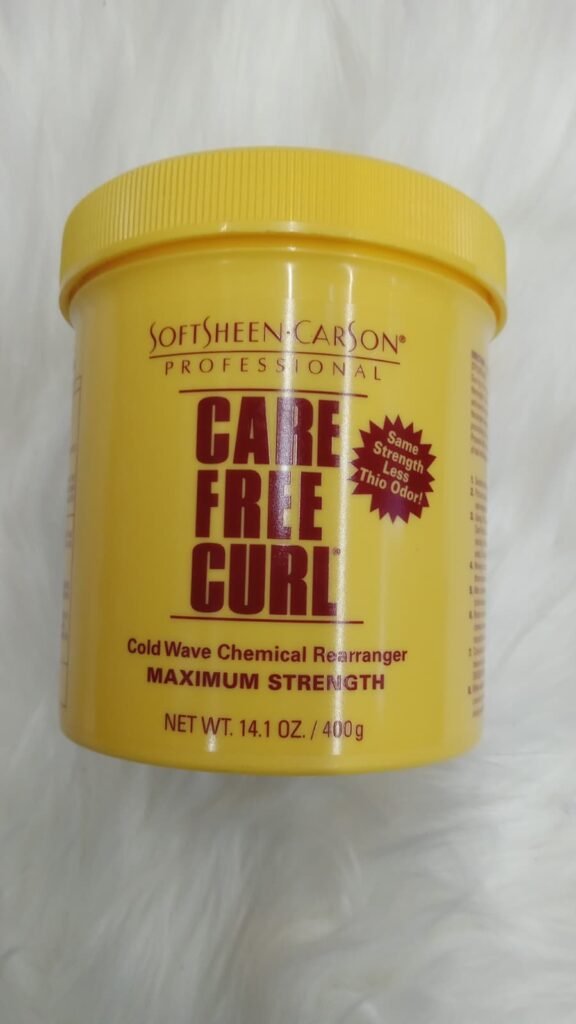 SOFTSHEEN·CARSON®
PROFESSIONAL
CARE
FREE
CURL®
Same
Strength
Less
Thio Odor!
Cold Wave Chemical Rearranger
MAXIMUM STRENGTH
NET WT. 14.1 OZ. / 400g